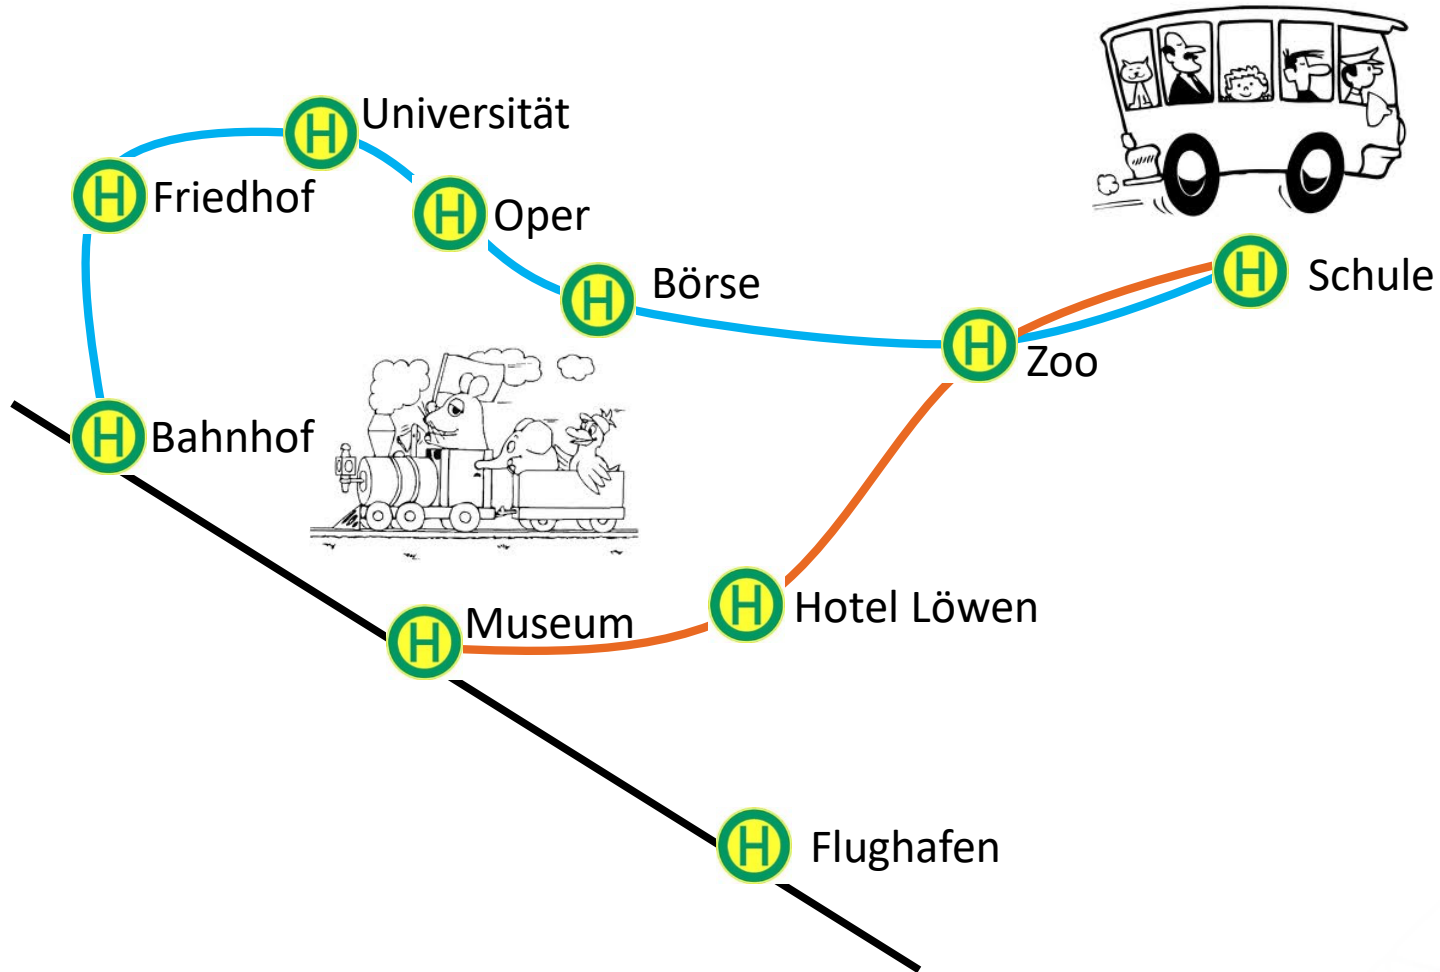 Universität
H
Friedhof
H
Oper
H
Börse
H
Schule
H
Zoo
H
Bahnhof
H
Museum
H
Hotel Löwen
H
Flughafen
H